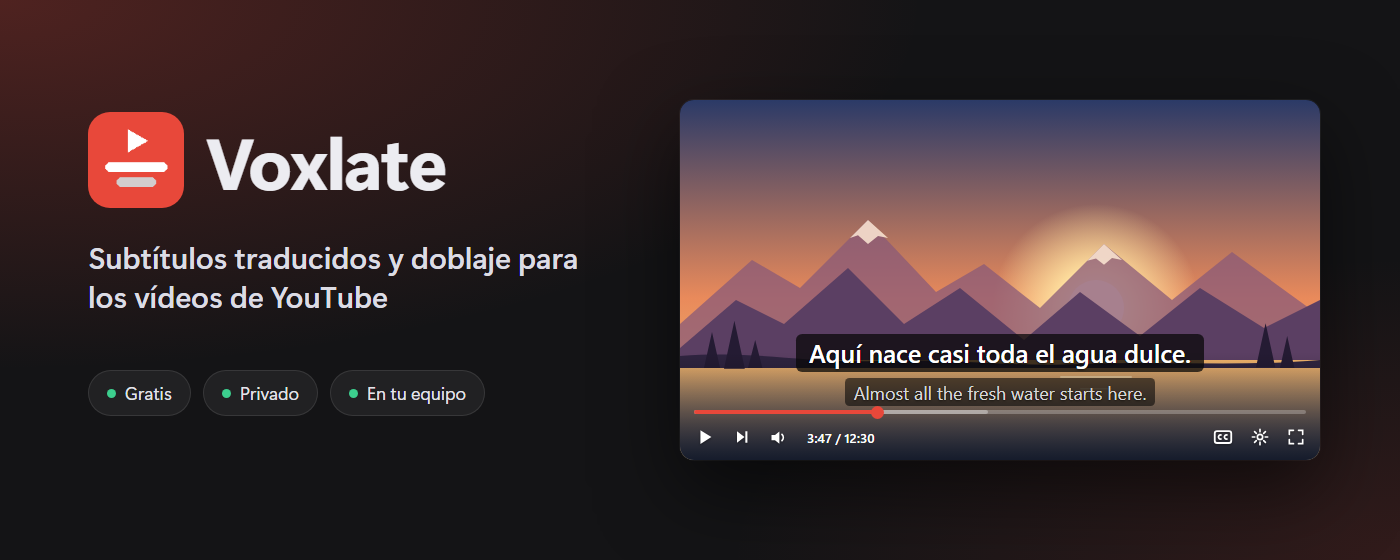 Voxlate
Subtítulos traducidos y doblaje para
los vídeos de YouTube
Gratis
Privado
En tu equipo
Aquí nace casi toda el agua dulce.
Almost all the fresh water starts here.
3:47 / 12:30
CC